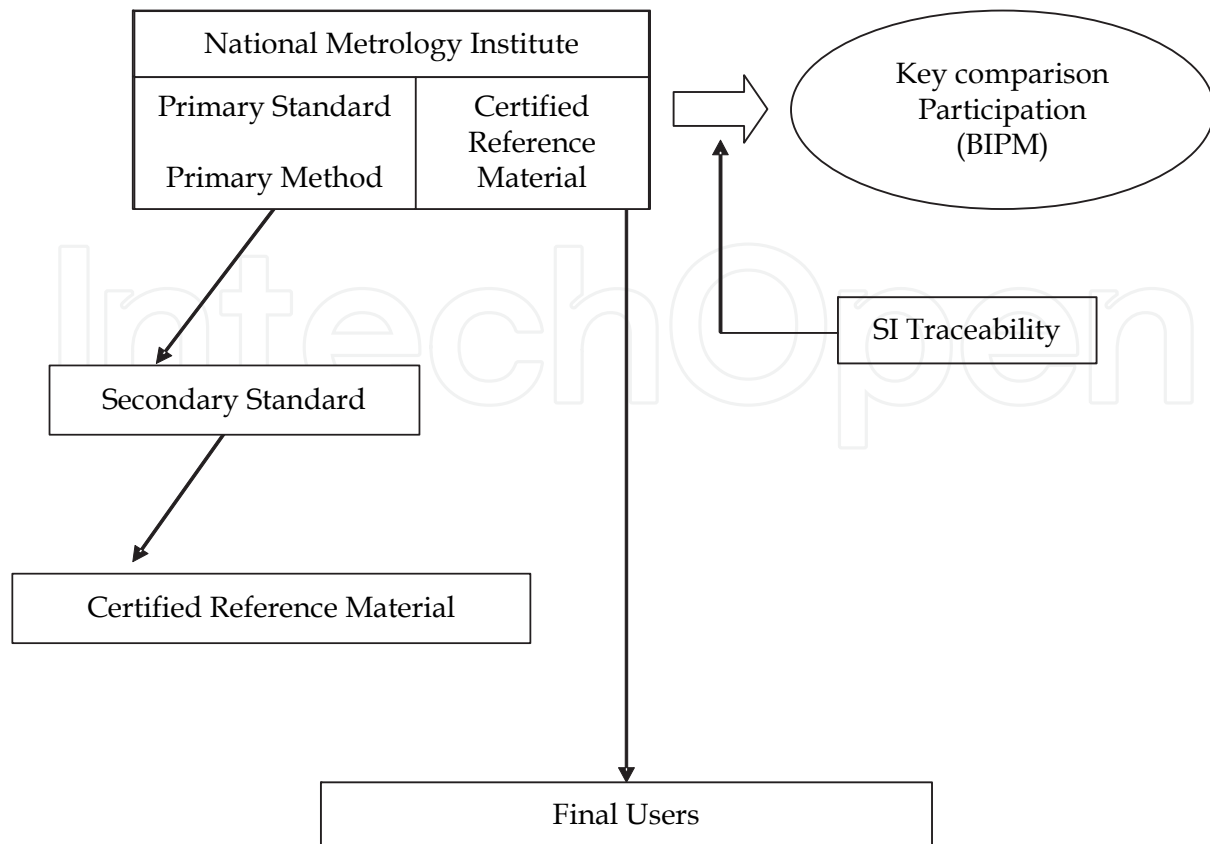 National Metrology Institute
Primary Standard
Primary Method
Certified
Reference
Material
Key comparison
Participation
(BIPM)
IntechOpen
SI Traceability
Secondary Standard
Certified Reference Material
Final Users